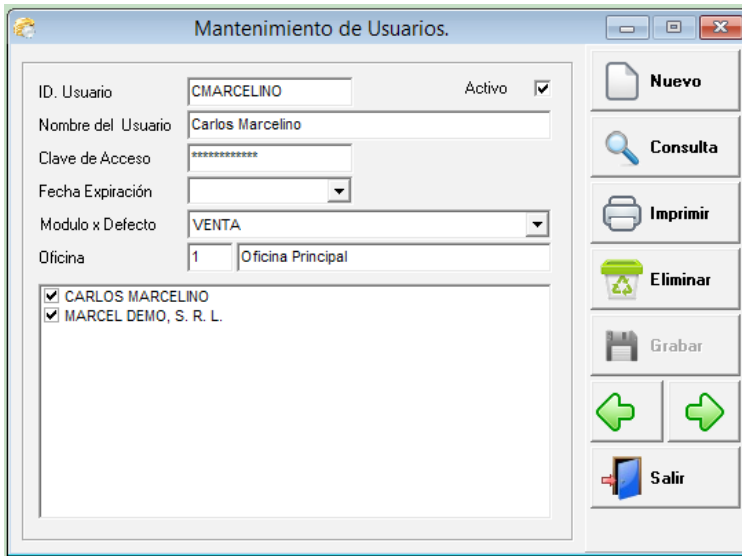 Mantenimiento de Usuarios.
ID. Usuario CMARCELINO Activo
Nombre del Usuario Carlos Marcelino
Clave de Acceso ************
Fecha Expiración
Modulo x Defecto VENTA
Oficina 1 Oficina Principal
CARLOS MARCELINO
MARCEL DEMO, S. R. L.
Nuevo
Consulta
Imprimir
Eliminar
Grabar
Salir